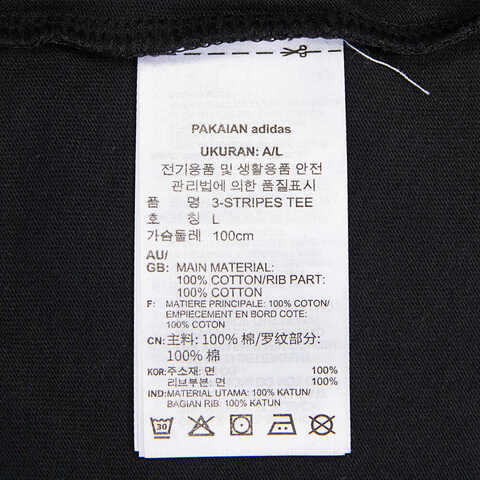 PAKAIAN adidas
UKURAN: A/L
전기용품 및 생활용품 안전
관리법에 의한 품질표시
품 명 3-STRIPES TEE
호 칭 L
가슴둘레 100cm
AU/
GB: MAIN MATERIAL:
100% COTTON/RIB PART:
100% COTTON
F: MATIERE PRINCIPALE: 100% COTON/
EMPIECEMENT EN BORD COTE:
100% COTON
CN: 主料: 100% 棉/罗纹部分:
100% 棉
KOR: 주소재: 면 100%
리브부분: 면 100%
IND: MATERIAL UTAMA: 100% KATUN/
BAGIAN RIB: 100% KATUN
30